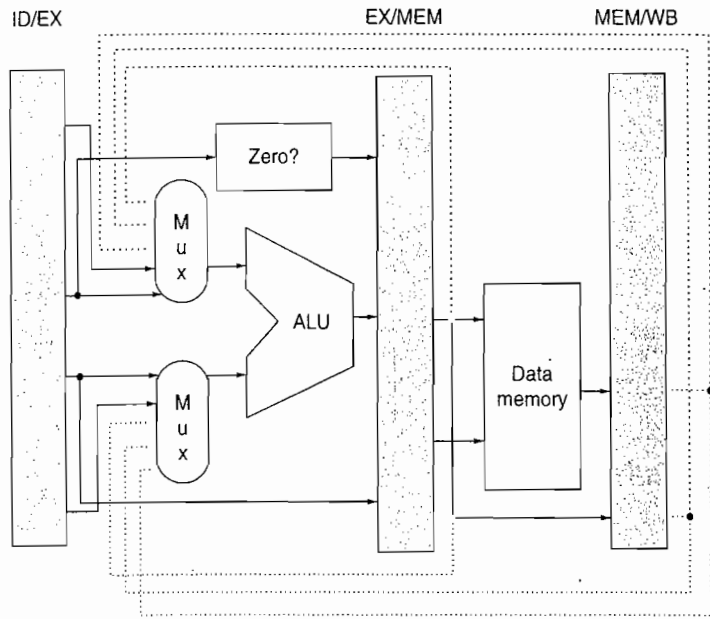 ID/EX
EX/MEM
MEM/WB
Zero?
M
u
x
ALU
M
u
x
Data
memory